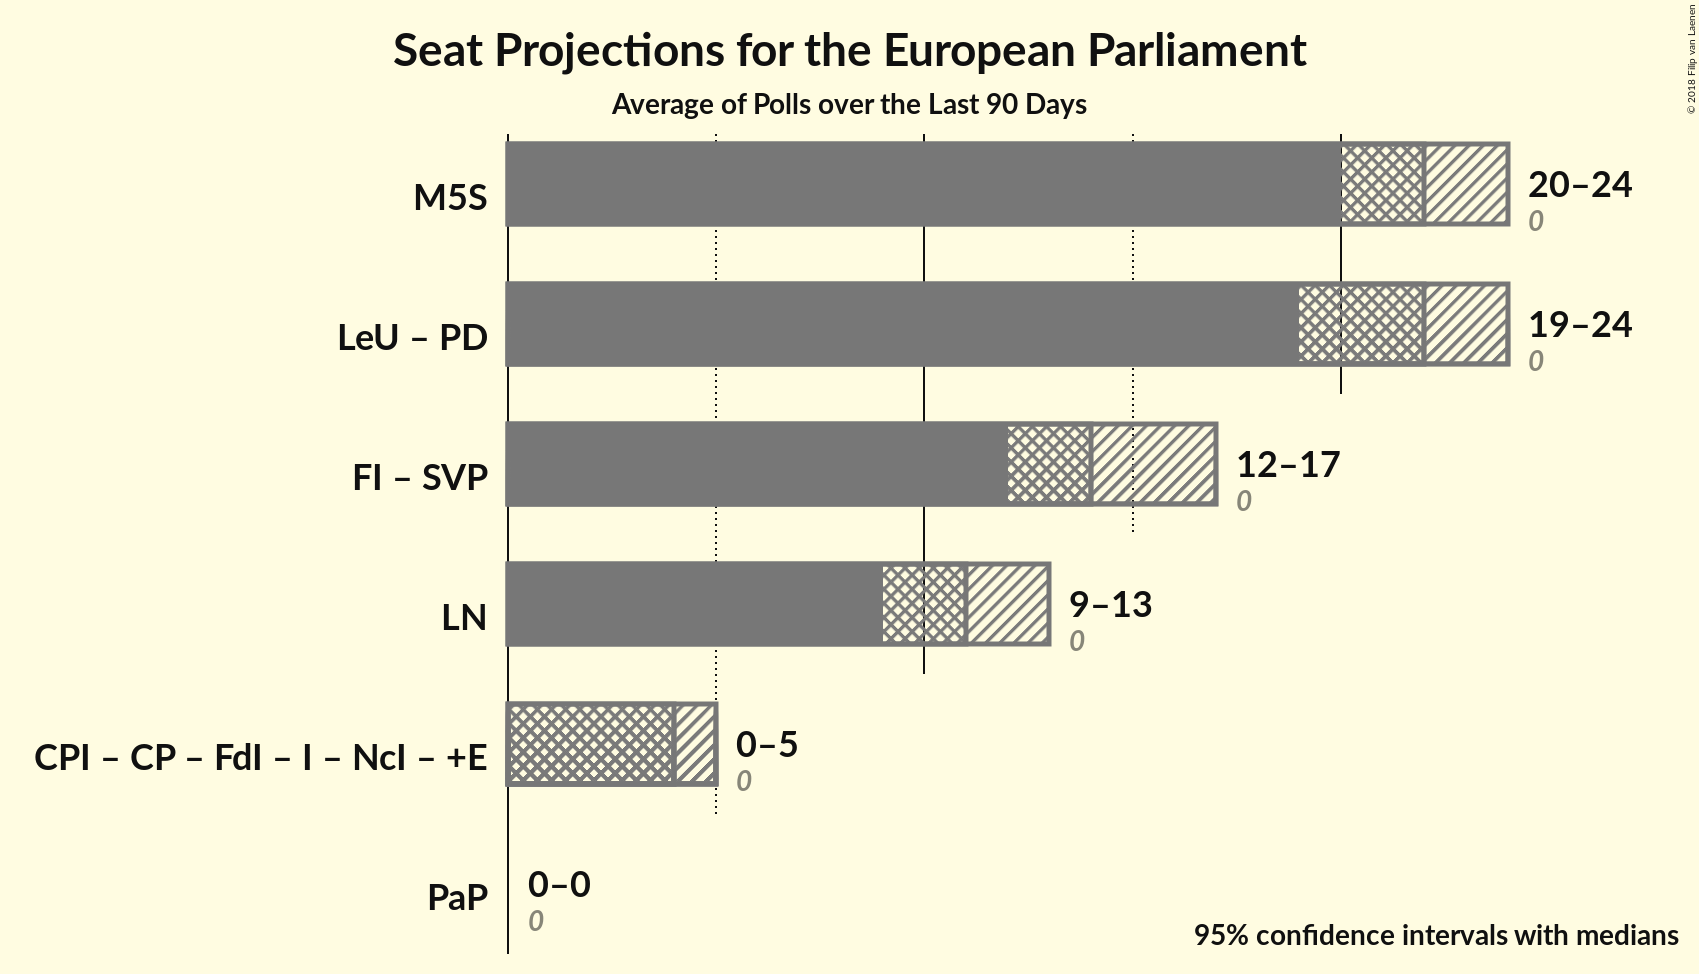 Seat Projections for the European Parliament
Average of Polls over the Last 90 Days
© 2018 Filip van Laenen
M5S
20–24
0
LeU – PD
19–24
0
FI – SVP
12–17
0
LN
9–13
0
CPI – CP – FdI – I – NcI – +E
0–5
0
PaP
0–0
0
95% confidence intervals with medians